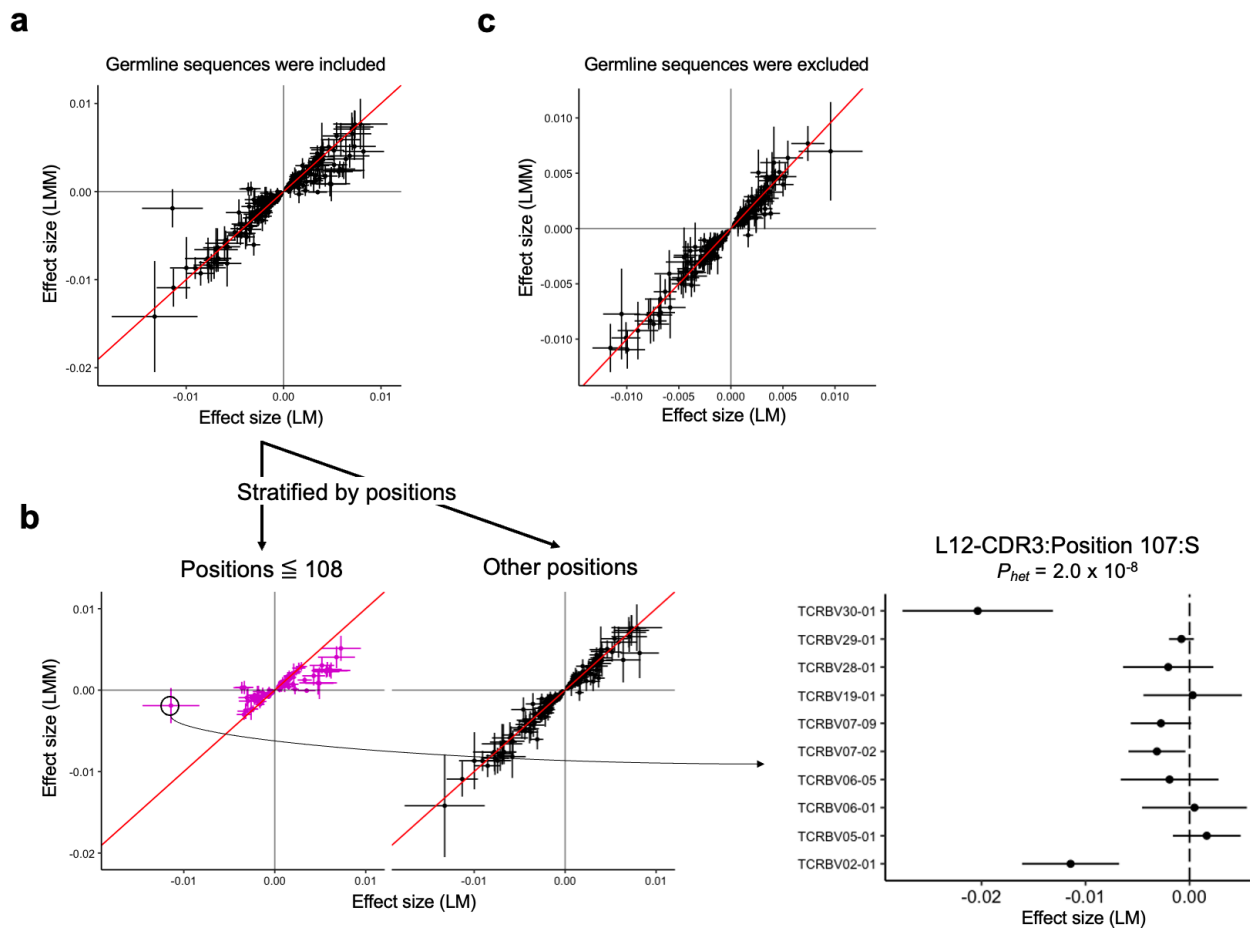 a
Germline sequences were included
0.01
0.00
-0.01
-0.02
Effect size (LMM)
-0.01
0.00
0.01
Effect size (LM)
c
Germline sequences were excluded
0.010
0.005
0.000
-0.005
-0.010
Effect size (LMM)
-0.010
-0.005
0.000
0.005
0.010
Effect size (LM)
Stratified by positions
b
Positions ≦ 108
Other positions
0.01
0.00
-0.01
-0.02
Effect size (LMM)
-0.01
0.00
0.01
-0.01
0.00
0.01
Effect size (LM)
L12-CDR3:Position 107:S
P_het = 2.0 x 10^-8
TCRBV30-01
TCRBV29-01
TCRBV28-01
TCRBV19-01
TCRBV07-09
TCRBV07-02
TCRBV06-05
TCRBV06-01
TCRBV05-01
TCRBV02-01
-0.02
-0.01
0.00
Effect size (LM)